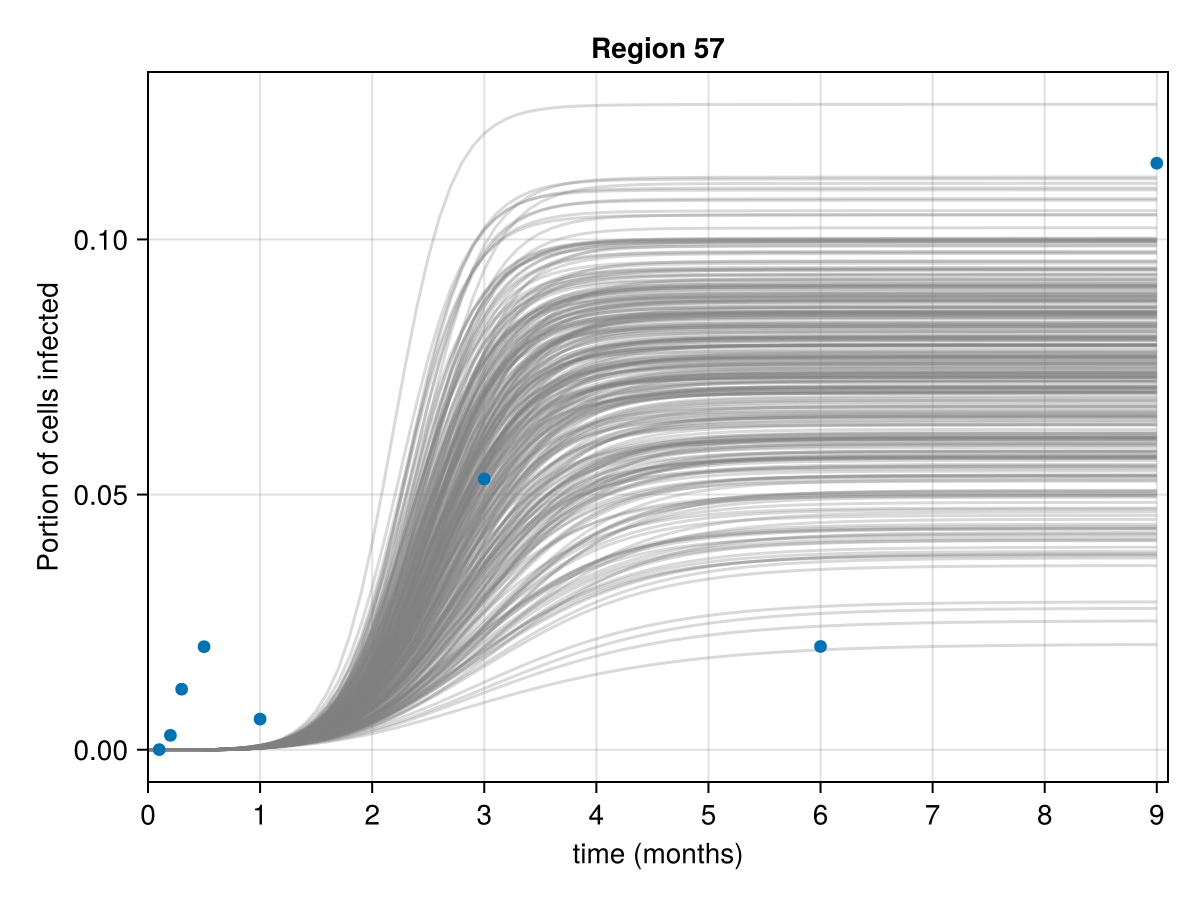 Region 57
Portion of cells infected
0.10
0.05
0.00
0 1 2 3 4 5 6 7 8 9
time (months)